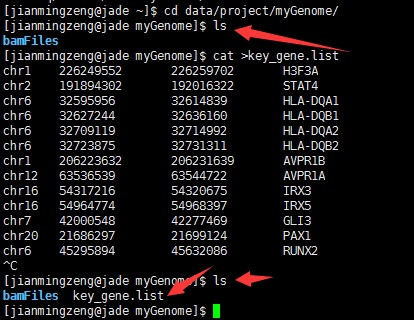 [jianmingzeng@jade ~]$ cd data/project/myGenome/
[jianmingzeng@jade myGenome]$ ls
bamFiles
[jianmingzeng@jade myGenome]$ cat >key_gene.list
chr1 226249552 226259702 H3F3A
chr2 191894302 192016322 STAT4
chr6 32595956 32614839 HLA-DQA1
chr6 32627244 32636160 HLA-DQB1
chr6 32709119 32714992 HLA-DQA2
chr6 32723875 32731311 HLA-DQB2
chr1 206223632 206231639 AVPR1B
chr12 63536539 63544722 AVPR1A
chr16 54317216 54320675 IRX3
chr16 54964774 54968397 IRX5
chr7 42000548 42277469 GLI3
chr20 21686297 21699124 PAX1
chr6 45295894 45632086 RUNX2
^C
[jianmingzeng@jade myGenome]$ ls
bamFiles key_gene.list
[jianmingzeng@jade myGenome]$